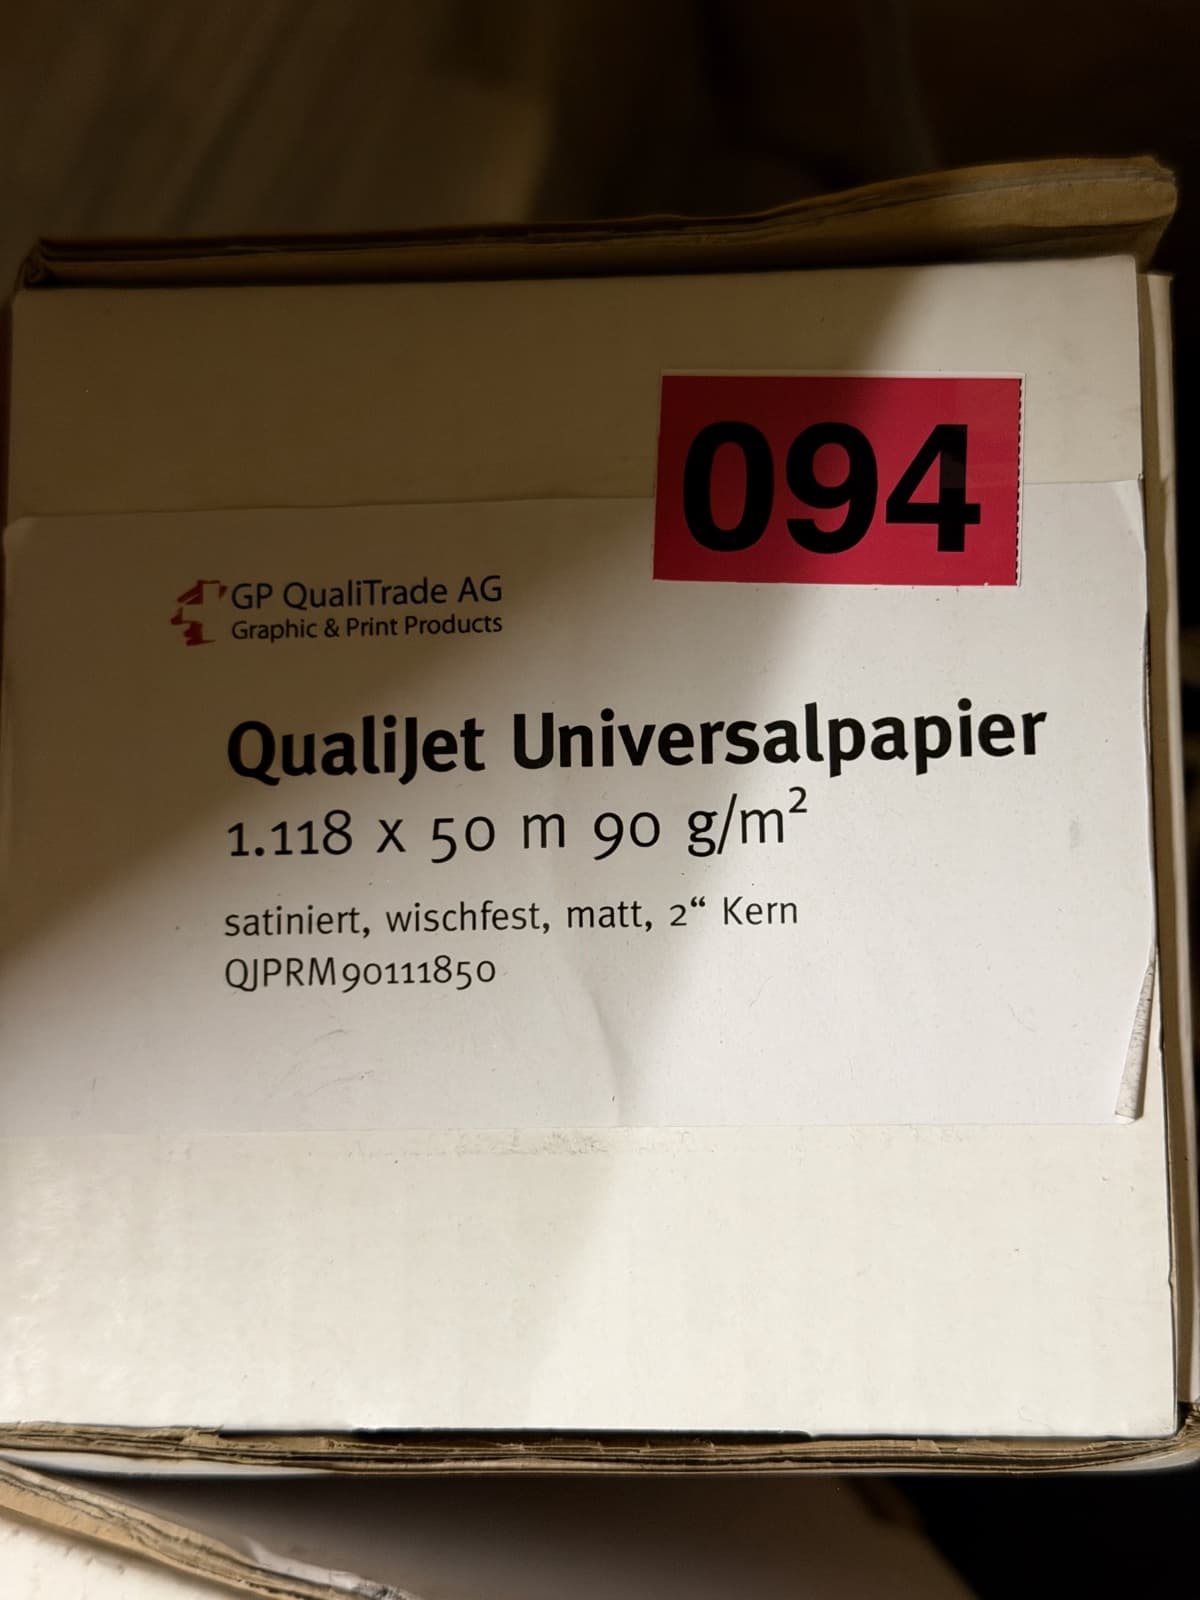 094
GP QualiTrade AG
Graphic & Print Products
QualiJet Universalpapier
1.118 x 50 m 90 g/m²
satiniert, wischfest, matt, 2“ Kern
QJPRM90111850